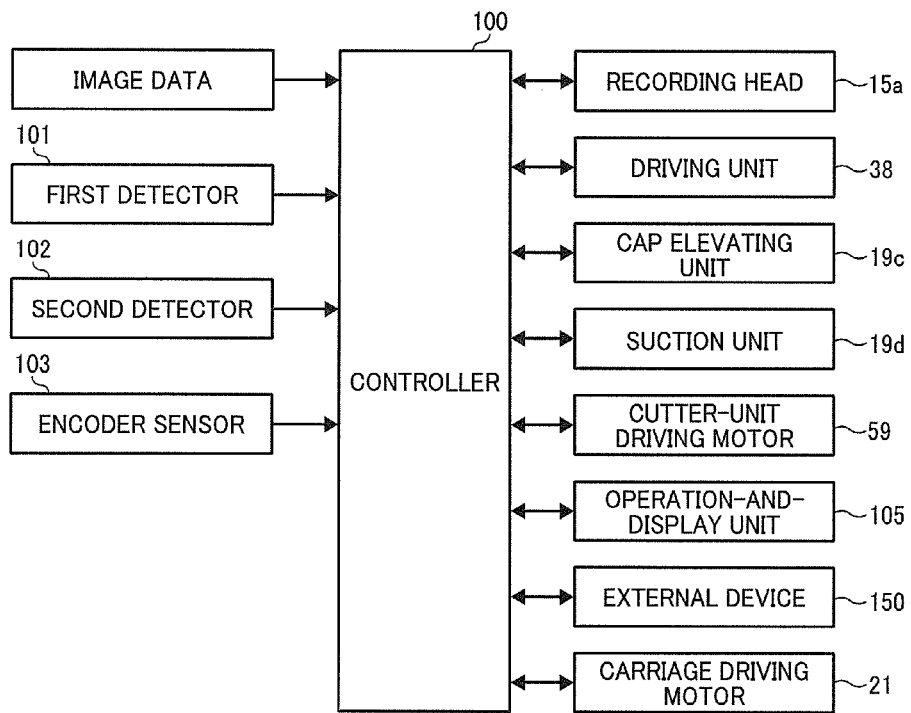 100
IMAGE DATA
101
FIRST DETECTOR
102
SECOND DETECTOR
103
ENCODER SENSOR
CONTROLLER
RECORDING HEAD
15a
DRIVING UNIT
38
CAP ELEVATING
UNIT
19c
SUCTION UNIT
19d
CUTTER-UNIT
DRIVING MOTOR
59
OPERATION-AND-
DISPLAY UNIT
105
EXTERNAL DEVICE
150
CARRIAGE DRIVING
MOTOR
21